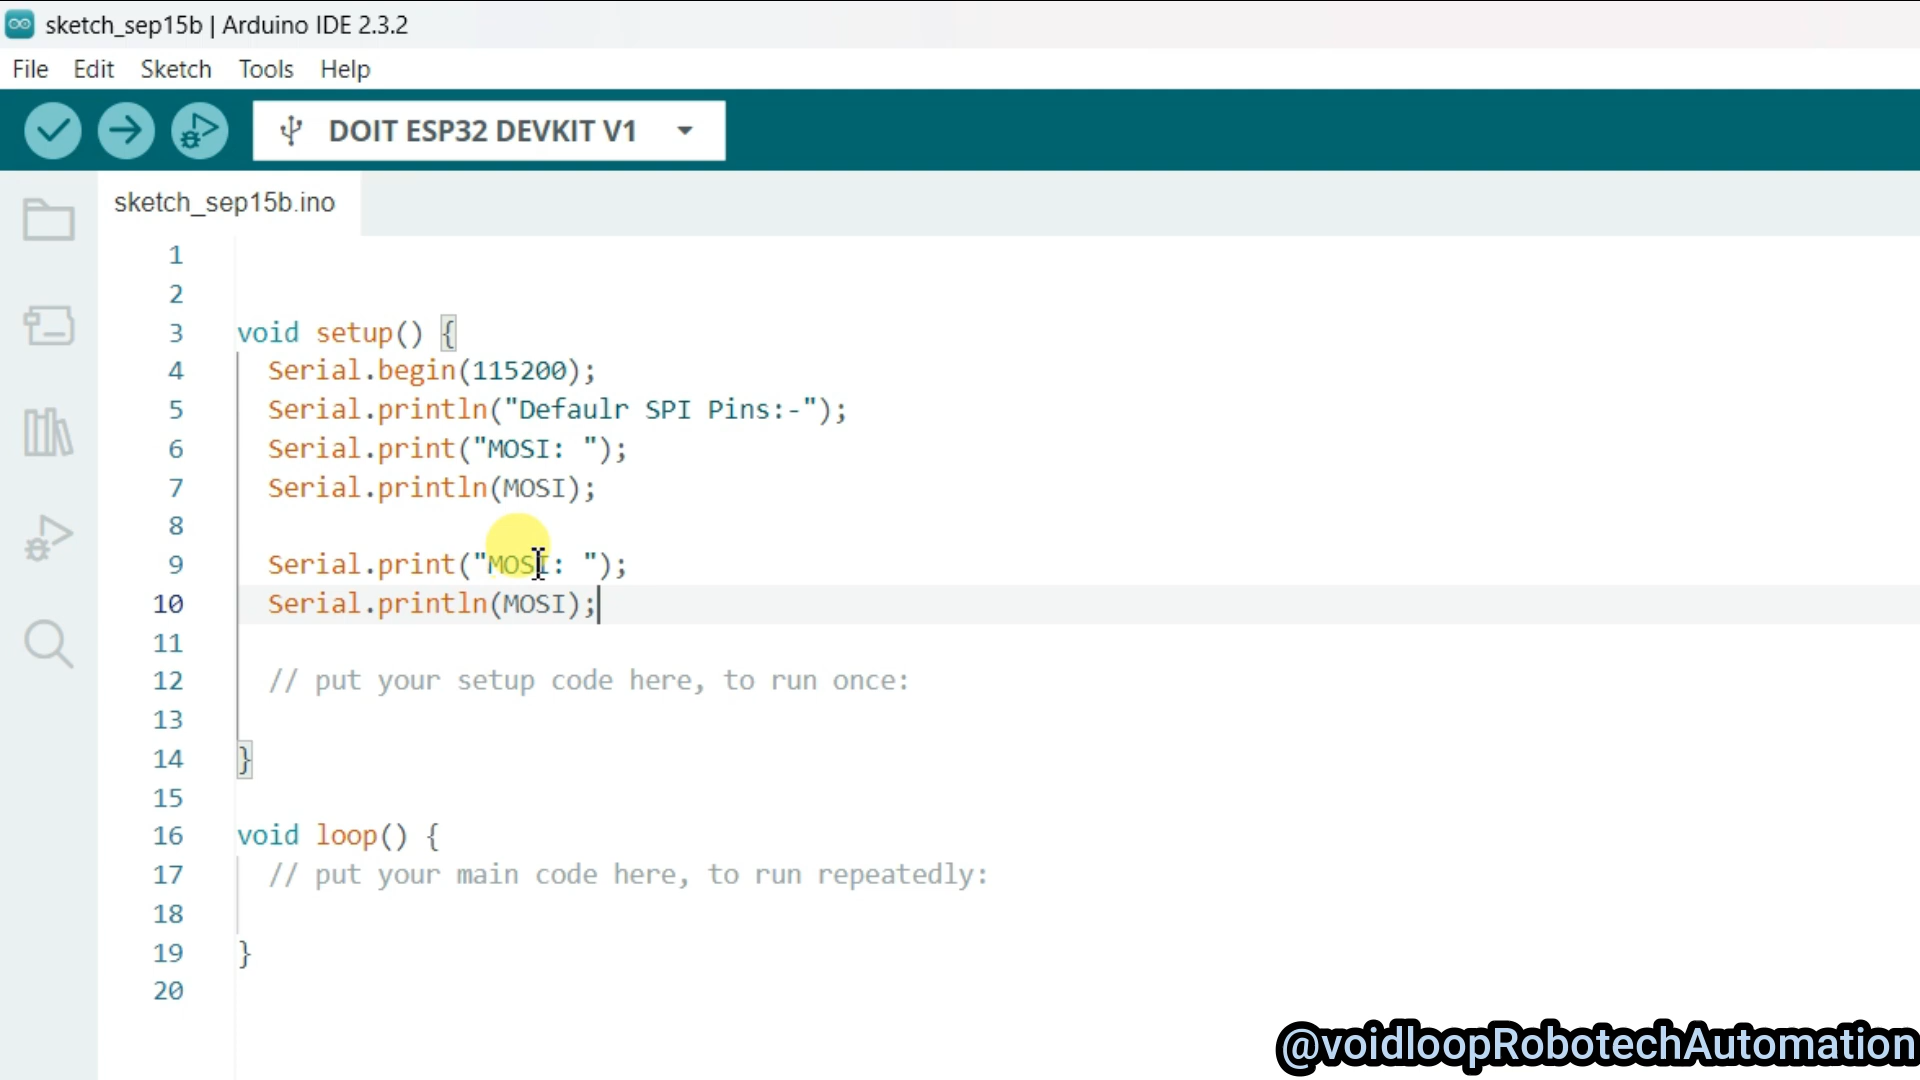 sketch_sep15b | Arduino IDE 2.3.2
File Edit Sketch Tools Help
DOIT ESP32 DEVKIT V1
sketch_sep15b.ino
1
2
3 void setup() {
4 Serial.begin(115200);
5 Serial.println("Defaulr SPI Pins:-");
6 Serial.print("MOSI: ");
7 Serial.println(MOSI);
8
9 Serial.print("MOSI: ");
10 Serial.println(MOSI);
11
12 // put your setup code here, to run once:
13
14 }
15
16 void loop() {
17 // put your main code here, to run repeatedly:
18
19 }
20
@voidloopRobotechAutomation